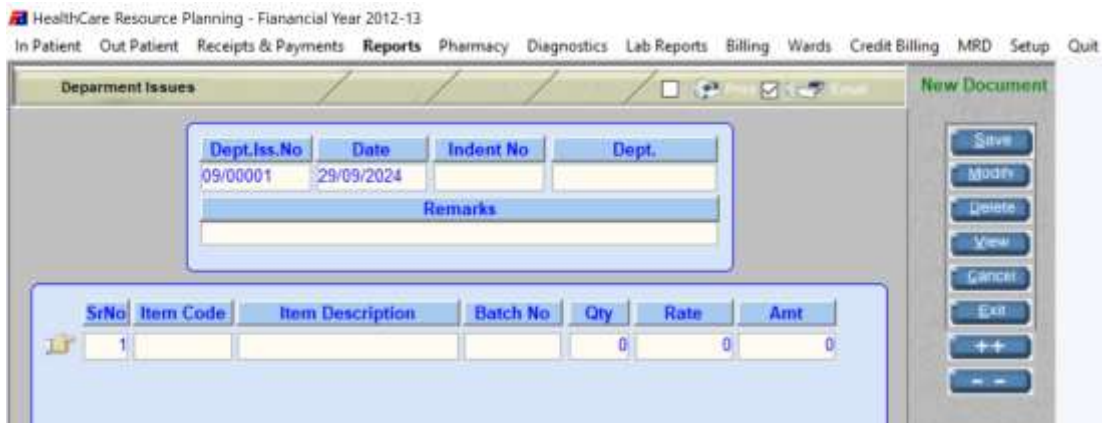 HealthCare Resource Planning - Fianancial Year 2012-13
In Patient Out Patient Receipts & Payments Reports Pharmacy Diagnostics Lab Reports Billing Wards Credit Billing MRD Setup Quit
Deparment Issues Print Email New Document
Dept.Iss.No Date Indent No Dept.
09/00001 29/09/2024
Remarks
SrNo Item Code Item Description Batch No Qty Rate Amt
1 0 0 0
Save
Modify
Delete
View
Cancel
Exit
++
- -